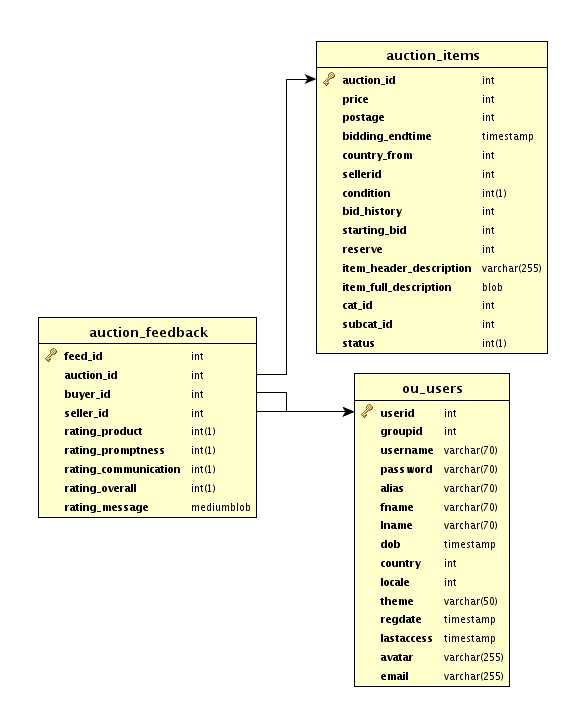 auction_items
auction_id int
price int
postage int
bidding_endtime timestamp
country_from int
sellerid int
condition int(1)
bid_history int
starting_bid int
reserve int
item_header_description varchar(255)
item_full_description blob
cat_id int
subcat_id int
status int(1)
auction_feedback
feed_id int
auction_id int
buyer_id int
seller_id int
rating_product int(1)
rating_promptness int(1)
rating_communication int(1)
rating_overall int(1)
rating_message mediumblob
ou_users
userid int
groupid int
username varchar(70)
password varchar(70)
alias varchar(70)
fname varchar(70)
lname varchar(70)
dob timestamp
country int
locale int
theme varchar(50)
regdate timestamp
lastaccess timestamp
avatar varchar(255)
email varchar(255)